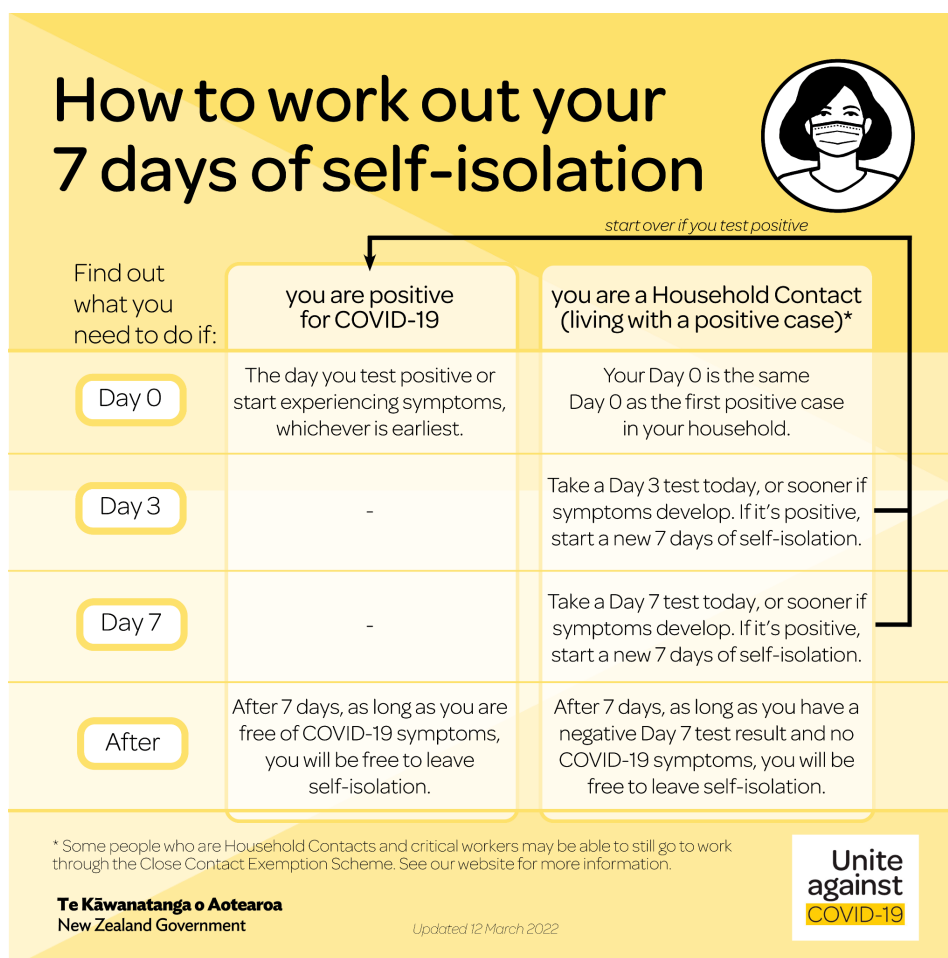 How to work out your
7 days of self-isolation
start over if you test positive
Find out
what you
need to do if:
you are positive
for COVID-19
you are a Household Contact
(living with a positive case)*
Day 0
The day you test positive or
start experiencing symptoms,
whichever is earliest.
Your Day 0 is the same
Day 0 as the first positive case
in your household.
Day 3
-
Take a Day 3 test today, or sooner if
symptoms develop. If it's positive,
start a new 7 days of self-isolation.
Day 7
-
Take a Day 7 test today, or sooner if
symptoms develop. If it's positive,
start a new 7 days of self-isolation.
After
After 7 days, as long as you are
free of COVID-19 symptoms,
you will be free to leave
self-isolation.
After 7 days, as long as you have a
negative Day 7 test result and no
COVID-19 symptoms, you will be
free to leave self-isolation.
* Some people who are Household Contacts and critical workers may be able to still go to work
through the Close Contact Exemption Scheme. See our website for more information.
Te Kāwanatanga o Aotearoa
New Zealand Government
Updated 12 March 2022
Unite
against
COVID-19